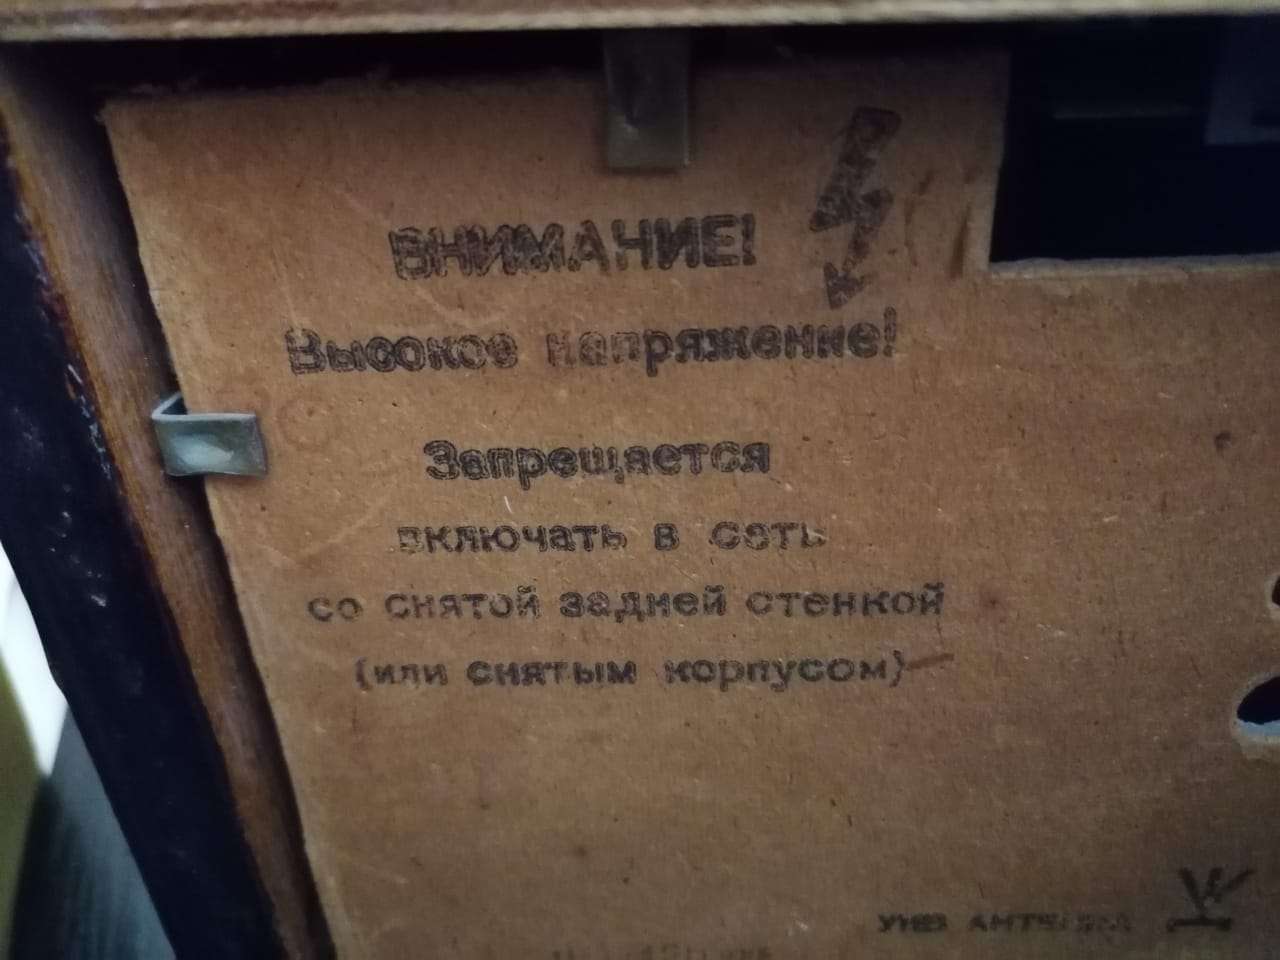 ВНИМАНИЕ!
Высокое напряжение!
Запрещается
включать в сеть
со снятой задней стенкой
(или снятым корпусом)